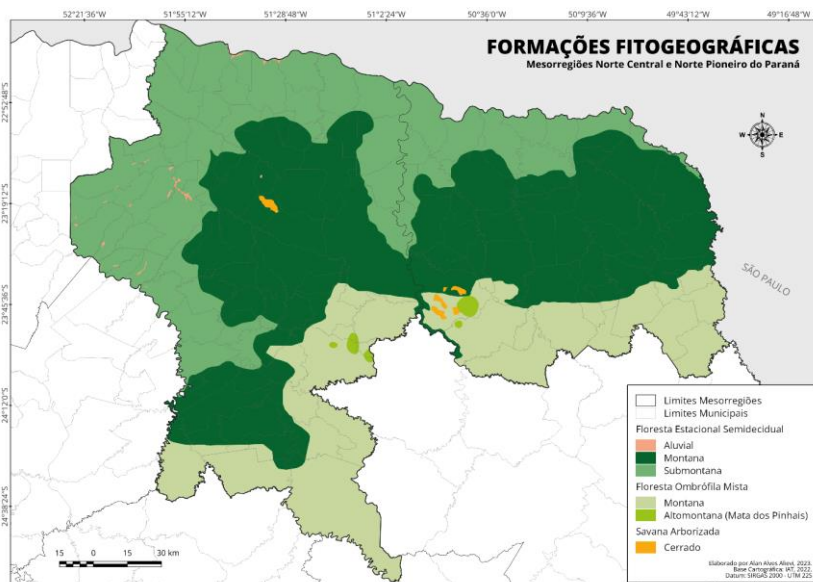 52°21'36"W 51°55'12"W 51°28'48"W 51°2'24"W 50°36'0"W 50°9'36"W 49°43'12"W 49°16'48"W
FORMAÇÕES FITOGEOGRÁFICAS
Mesorregiões Norte Central e Norte Pioneiro do Paraná
22°52'48"S
N
W E
S
23°19'12"S
SÃO PAULO
23°45'36"S
24°12'0"S
24°38'24"S
Limites Mesorregiões
Limites Municipais
Floresta Estacional Semidecidual
Aluvial
Montana
Submontana
Floresta Ombrófila Mista
Montana
Altomontana (Mata dos Pinhais)
Savana Arborizada
Cerrado
15 0 15 30 km
Elaborado por Alan Alves Alievi, 2023.
Base Cartográfica: IAT, 2022.
Datum: SIRGAS 2000 - UTM 22S